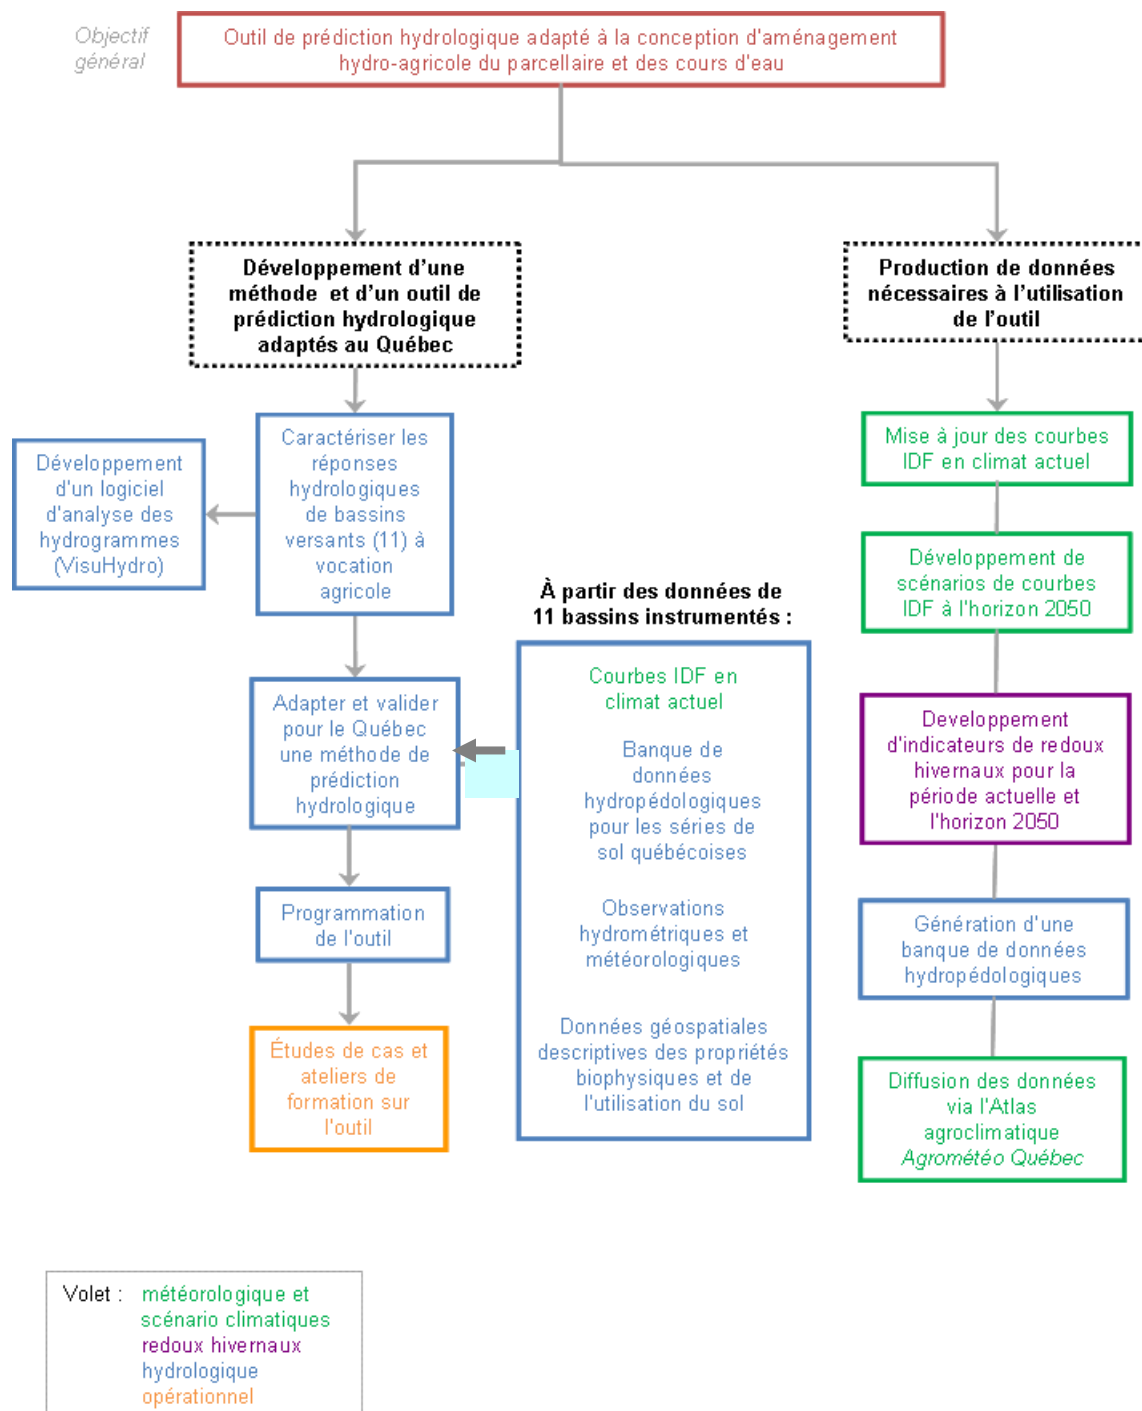 Objectif
général
Outil de prédiction hydrologique adapté à la conception d'aménagement
hydro-agricole du parcellaire et des cours d'eau
Développement d'une
méthode et d'un outil de
prédiction hydrologique
adaptés au Québec
Production de données
nécessaires à l'utilisation
de l'outil
Caractériser les
réponses
hydrologiques
de bassins
versants (11) à
vocation
agricole
Développement
d'un logiciel
d'analyse des
hydrogrammes
(VisuHydro)
Adapter et valider
pour le Québec
une méthode de
prédiction
hydrologique
Programmation
de l'outil
Études de cas et
ateliers de
formation sur
l'outil
À partir des données de
11 bassins instrumentés :
Courbes IDF en
climat actuel
Banque de
données
hydropédologiques
pour les séries de
sol québécoises
Observations
hydrométriques et
météorologiques
Données géospatiales
descriptives des propriétés
biophysiques et de
l'utilisation du sol
Mise à jour des courbes
IDF en climat actuel
Développement de
scénarios de courbes
IDF à l'horizon 2050
Developpement
d'indicateurs de redoux
hivernaux pour la
période actuelle et
l'horizon 2050
Génération d'une
banque de données
hydropédologiques
Diffusion des données
via l'Atlas
agroclimatique
Agrométéo Québec
Volet : météorologique et
scénario climatiques
redoux hivernaux
hydrologique
opérationnel